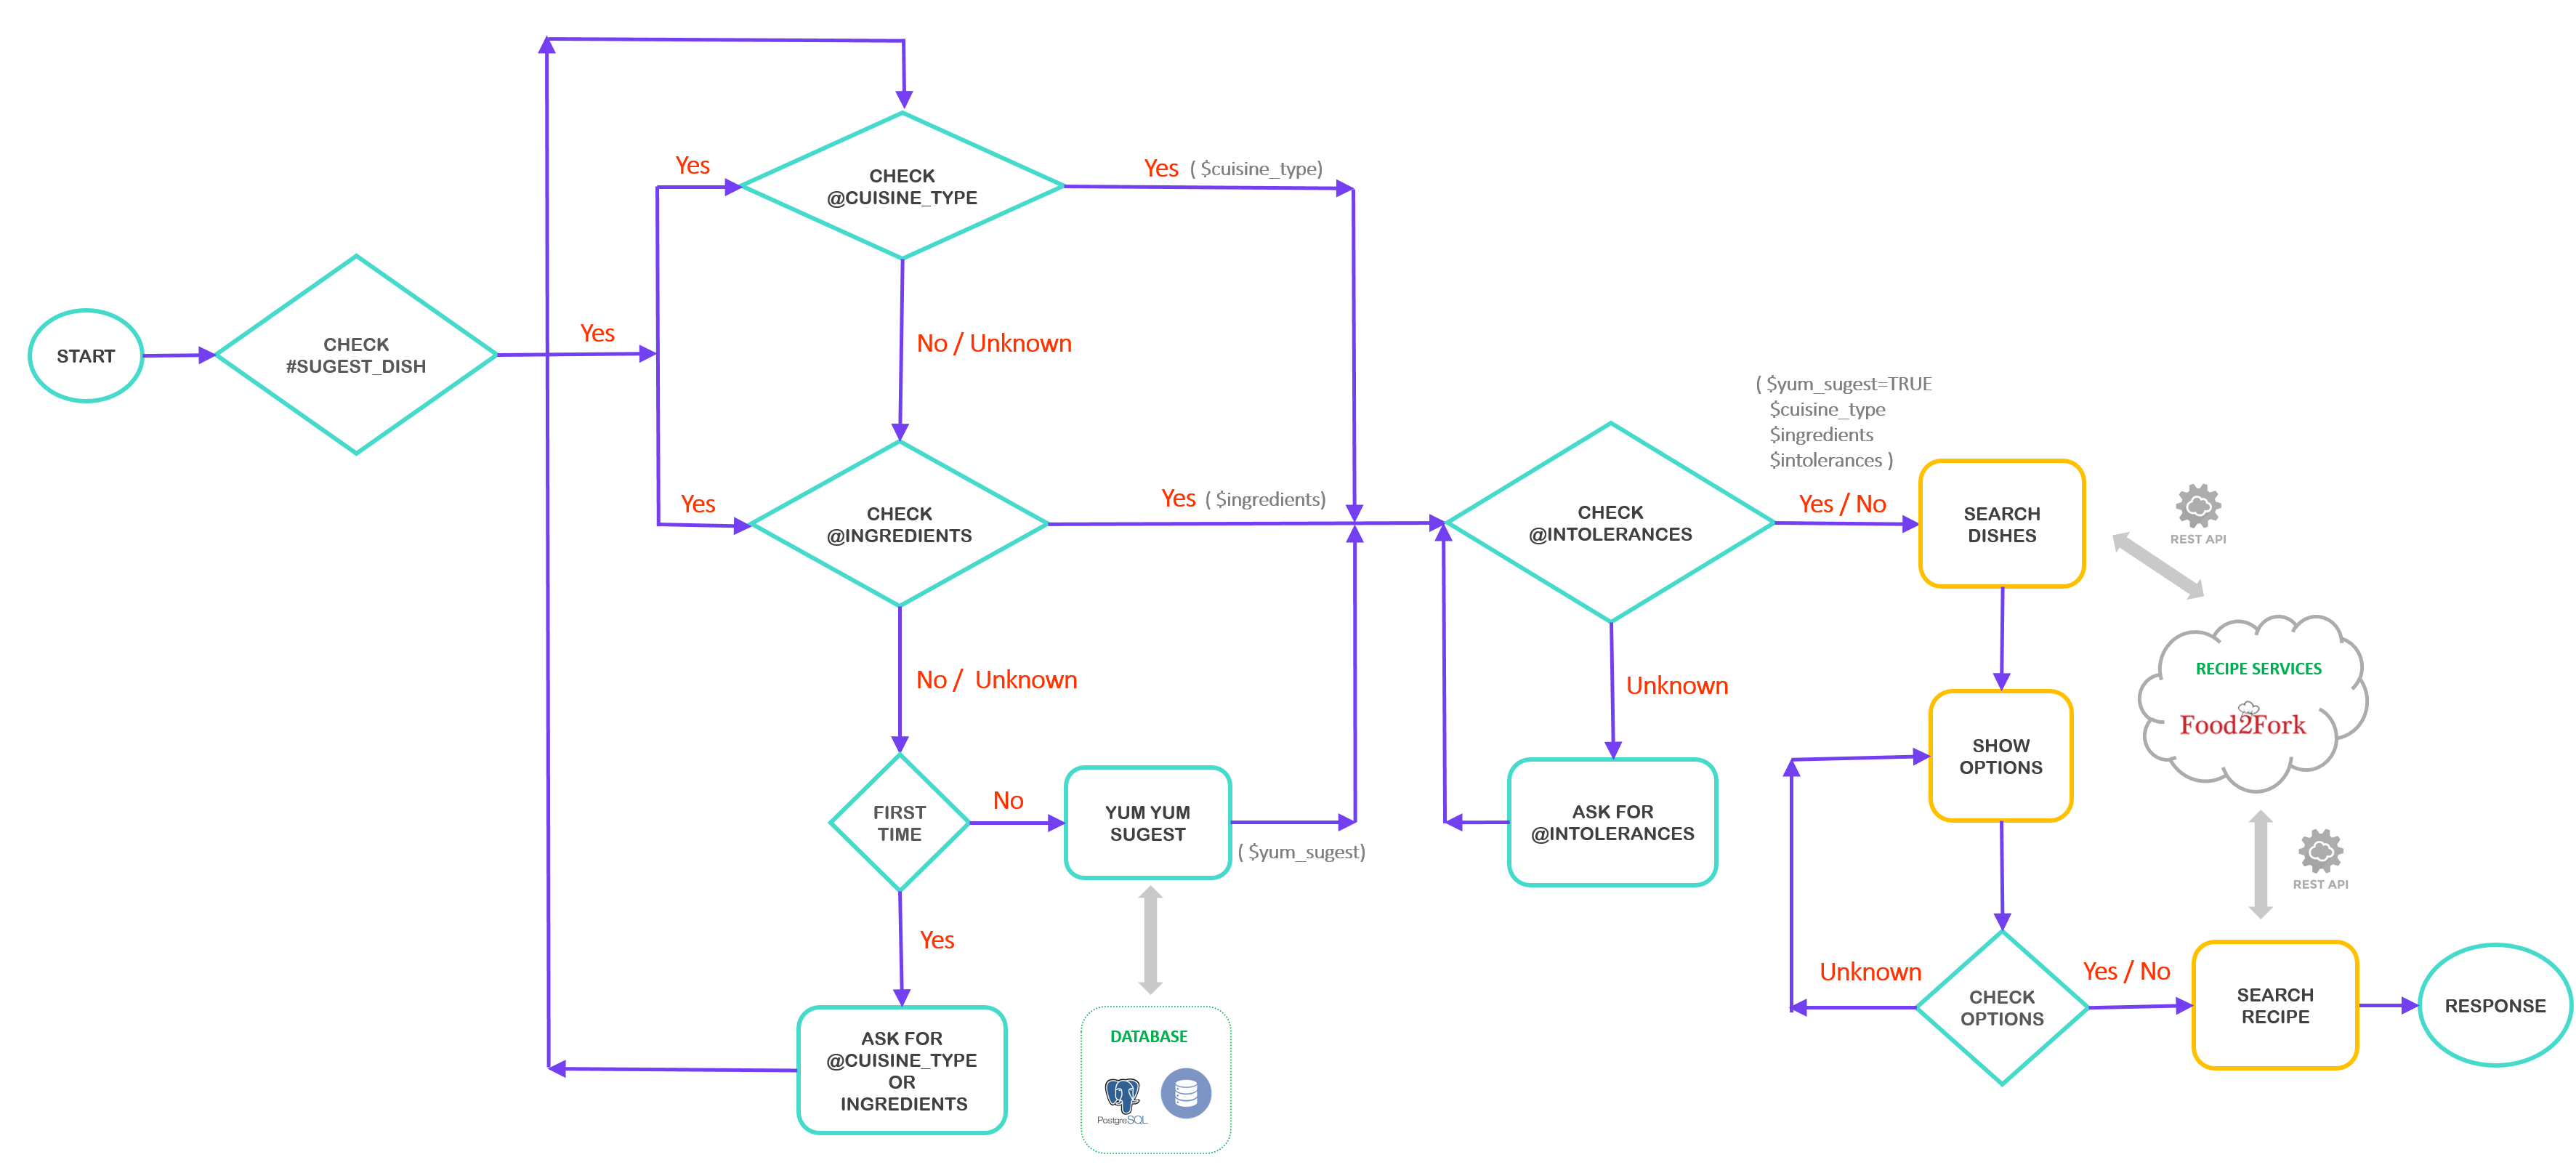 CHECK
@CUISINE_TYPE
Yes
Yes ( $cuisine_type)
START
CHECK
#SUGEST_DISH
Yes
No / Unknown
Yes
CHECK
@INGREDIENTS
Yes ( $ingredients)
CHECK
@INTOLERANCES
( $yum_sugest=TRUE
$cuisine_type
$ingredients
$intolerances )
Yes / No
SEARCH
DISHES
REST API
RECIPE SERVICES
Food2Fork
No / Unknown
Unknown
FIRST
TIME
No
YUM YUM
SUGEST
( $yum_sugest)
ASK FOR
@INTOLERANCES
SHOW
OPTIONS
REST API
Yes
ASK FOR
@CUISINE_TYPE
OR
INGREDIENTS
DATABASE
PostgreSQL
Unknown
CHECK
OPTIONS
Yes / No
SEARCH
RECIPE
RESPONSE